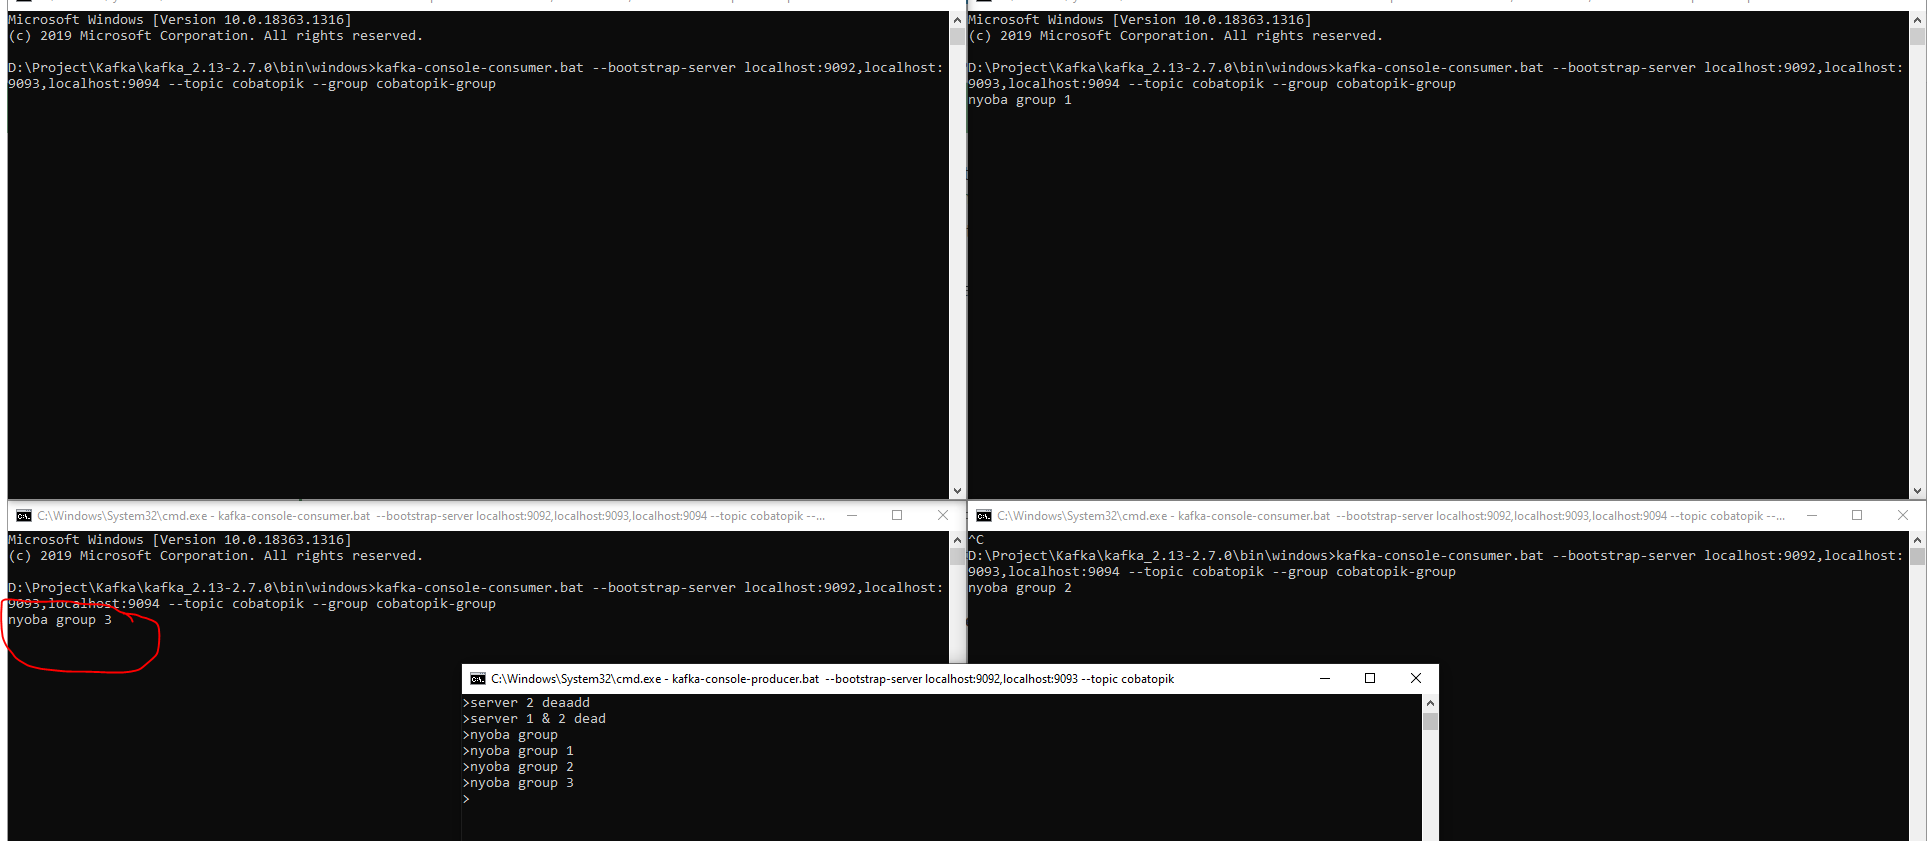 Microsoft Windows [Version 10.0.18363.1316]
(c) 2019 Microsoft Corporation. All rights reserved.
D:\Project\Kafka\kafka_2.13-2.7.0\bin\windows>kafka-console-consumer.bat --bootstrap-server localhost:9092,localhost:
9093,localhost:9094 --topic cobatopik --group cobatopik-group
Microsoft Windows [Version 10.0.18363.1316]
(c) 2019 Microsoft Corporation. All rights reserved.
D:\Project\Kafka\kafka_2.13-2.7.0\bin\windows>kafka-console-consumer.bat --bootstrap-server localhost:9092,localhost:
9093,localhost:9094 --topic cobatopik --group cobatopik-group
nyoba group 1
C:\Windows\System32\cmd.exe - kafka-console-consumer.bat --bootstrap-server localhost:9092,localhost:9093,localhost:9094 --topic cobatopik --...
Microsoft Windows [Version 10.0.18363.1316]
(c) 2019 Microsoft Corporation. All rights reserved.
D:\Project\Kafka\kafka_2.13-2.7.0\bin\windows>kafka-console-consumer.bat --bootstrap-server localhost:9092,localhost:
9093,localhost:9094 --topic cobatopik --group cobatopik-group
nyoba group 3
C:\Windows\System32\cmd.exe - kafka-console-consumer.bat --bootstrap-server localhost:9092,localhost:9093,localhost:9094 --topic cobatopik --...
^C
D:\Project\Kafka\kafka_2.13-2.7.0\bin\windows>kafka-console-consumer.bat --bootstrap-server localhost:9092,localhost:
9093,localhost:9094 --topic cobatopik --group cobatopik-group
nyoba group 2
C:\Windows\System32\cmd.exe - kafka-console-producer.bat --bootstrap-server localhost:9092,localhost:9093 --topic cobatopik
>server 2 deaadd
>server 1 & 2 dead
>nyoba group
>nyoba group 1
>nyoba group 2
>nyoba group 3
>